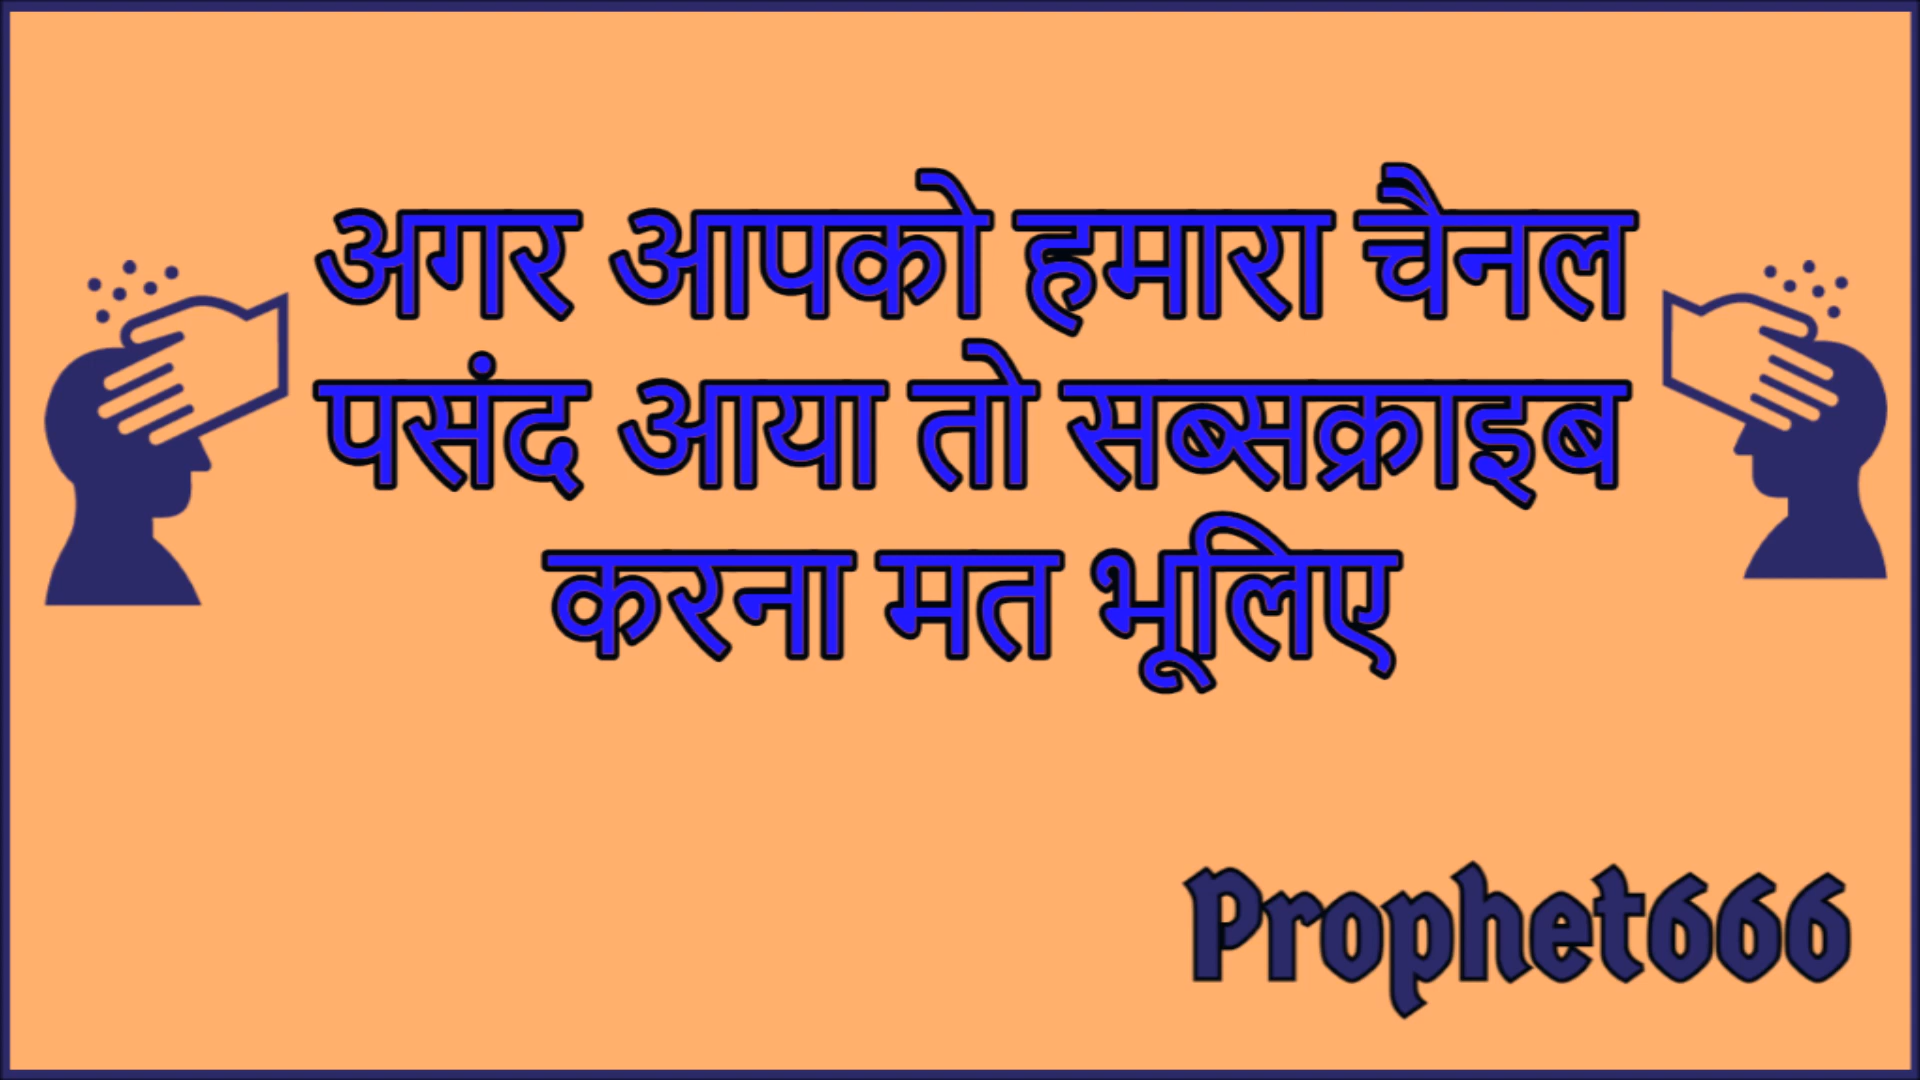 अगर आपको हमारा चैनल
पसंद आया तो सब्सक्राइब
करना मत भूलिए
Prophet666